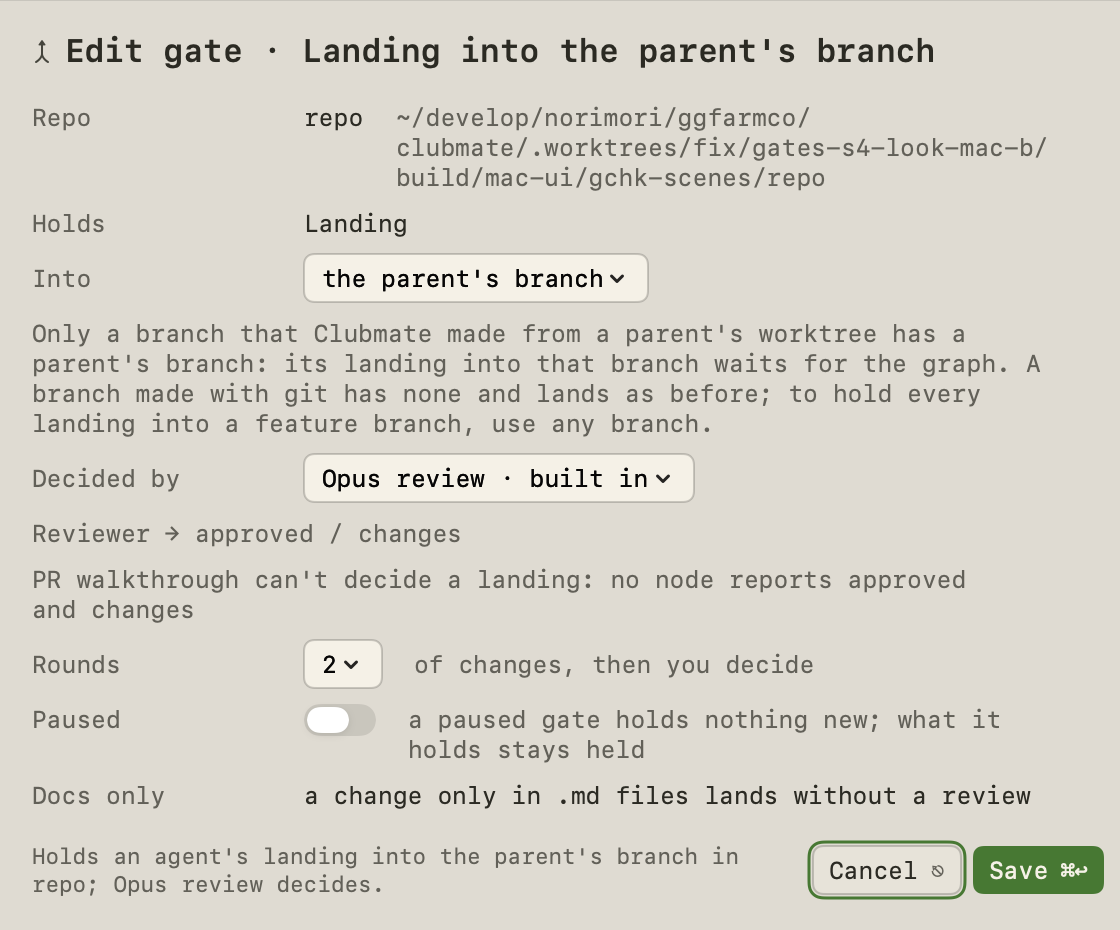 Edit gate · Landing into the parent's branch
Repo repo ~/develop/norimori/ggfarmco/
clubmate/.worktrees/fix/gates-s4-look-mac-b/
build/mac-ui/gchk-scenes/repo
Holds Landing
Into the parent's branch
Only a branch that Clubmate made from a parent's worktree has a
parent's branch: its landing into that branch waits for the graph. A
branch made with git has none and lands as before; to hold every
landing into a feature branch, use any branch.
Decided by Opus review · built in
Reviewer → approved / changes
PR walkthrough can't decide a landing: no node reports approved
and changes
Rounds 2 of changes, then you decide
Paused a paused gate holds nothing new; what it
holds stays held
Docs only a change only in .md files lands without a review
Holds an agent's landing into the parent's branch in
repo; Opus review decides.
Cancel ⎋ Save ⌘↩